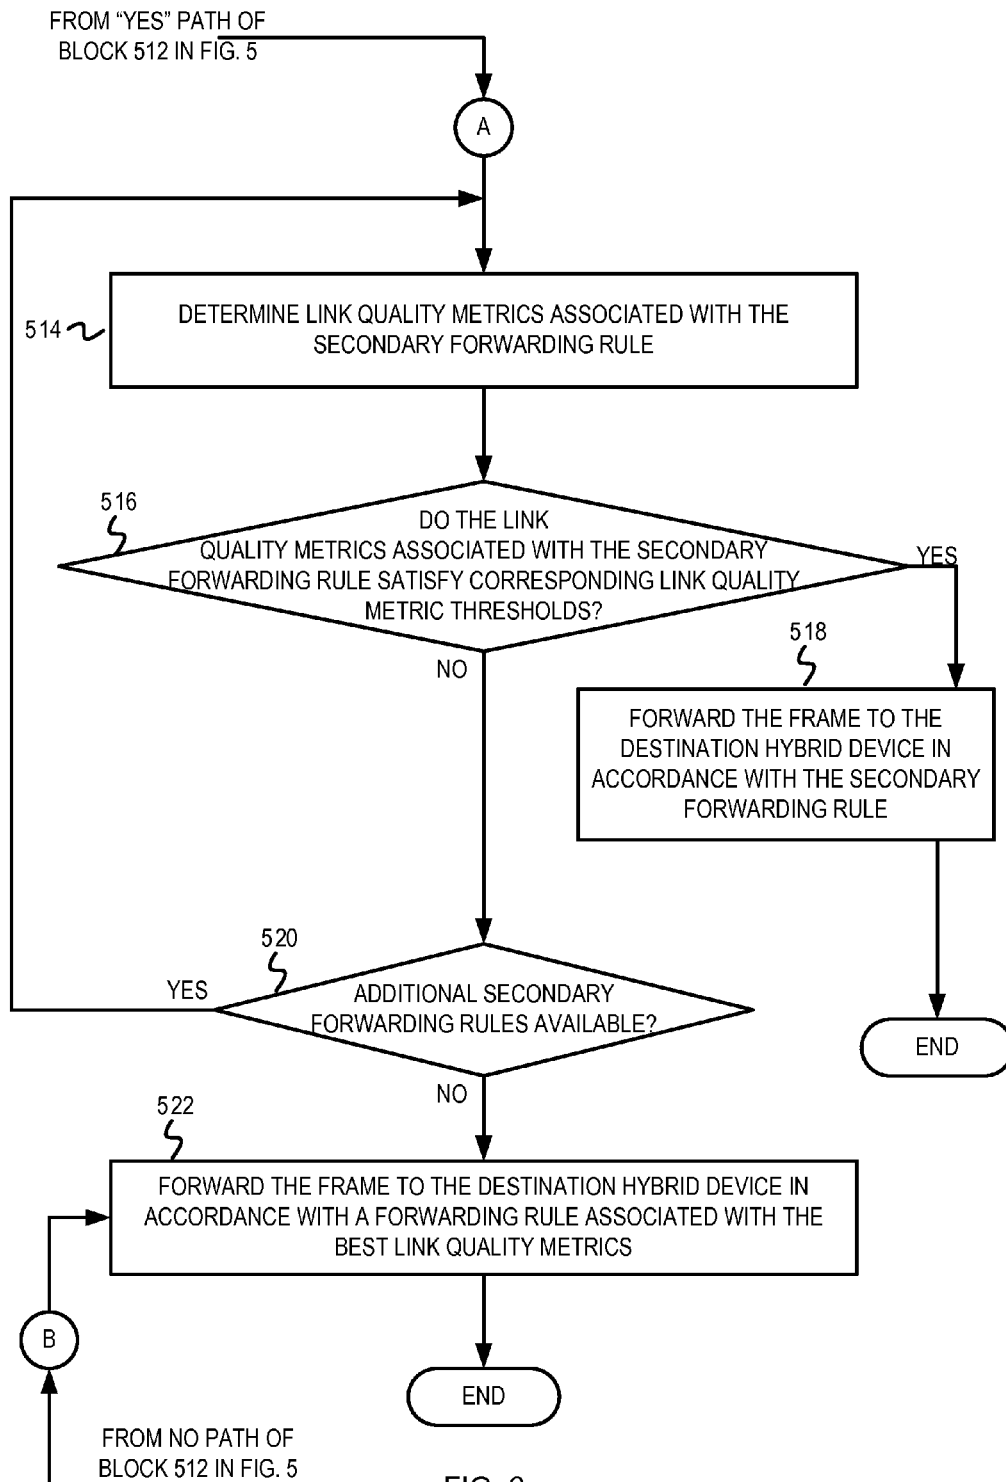 FROM “YES” PATH OF
BLOCK 512 IN FIG. 5
A
514
DETERMINE LINK QUALITY METRICS ASSOCIATED WITH THE
SECONDARY FORWARDING RULE
516
DO THE LINK
QUALITY METRICS ASSOCIATED WITH THE SECONDARY
FORWARDING RULE SATISFY CORRESPONDING LINK QUALITY
METRIC THRESHOLDS?
YES
NO
518
FORWARD THE FRAME TO THE
DESTINATION HYBRID DEVICE IN
ACCORDANCE WITH THE SECONDARY
FORWARDING RULE
520
YES
ADDITIONAL SECONDARY
FORWARDING RULES AVAILABLE?
END
NO
522
FORWARD THE FRAME TO THE DESTINATION HYBRID DEVICE IN
ACCORDANCE WITH A FORWARDING RULE ASSOCIATED WITH THE
BEST LINK QUALITY METRICS
B
END
FROM NO PATH OF
BLOCK 512 IN FIG. 5
FIG.